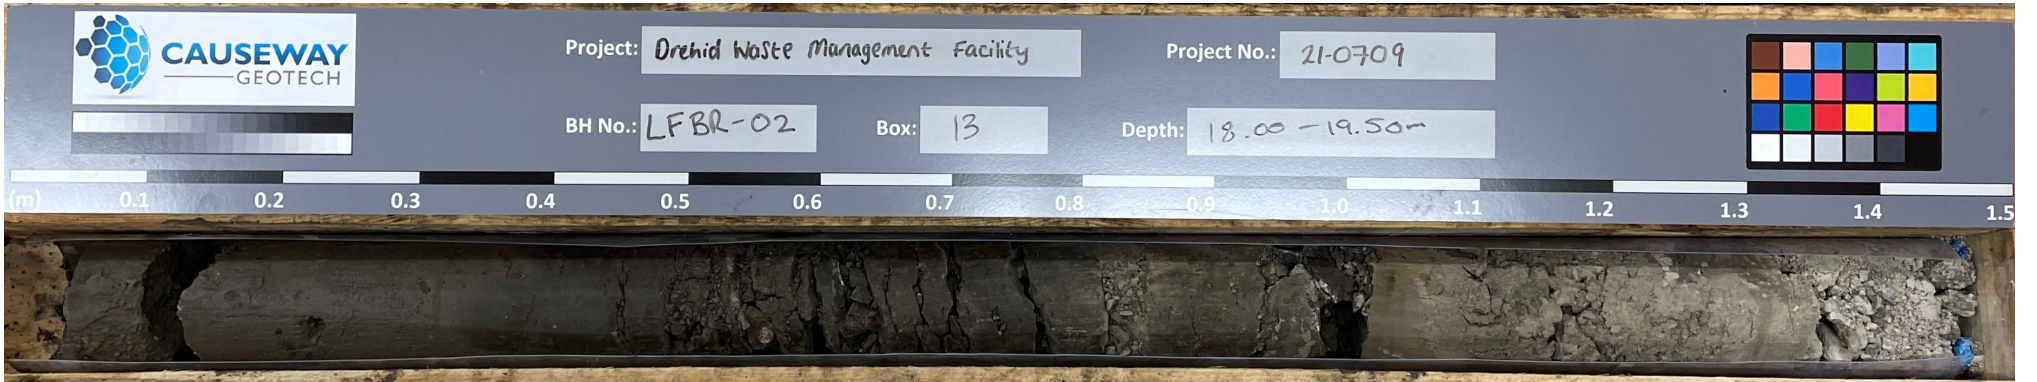 CAUSEWAY
GEOTECH
Project: Drehid Waste Management Facility
Project No.: 21-0709
BH No.: LFBR-02
Box: 13
Depth: 18.00 - 19.50m
(m) 0.1 0.2 0.3 0.4 0.5 0.6 0.7 0.8 0.9 1.0 1.1 1.2 1.3 1.4 1.5